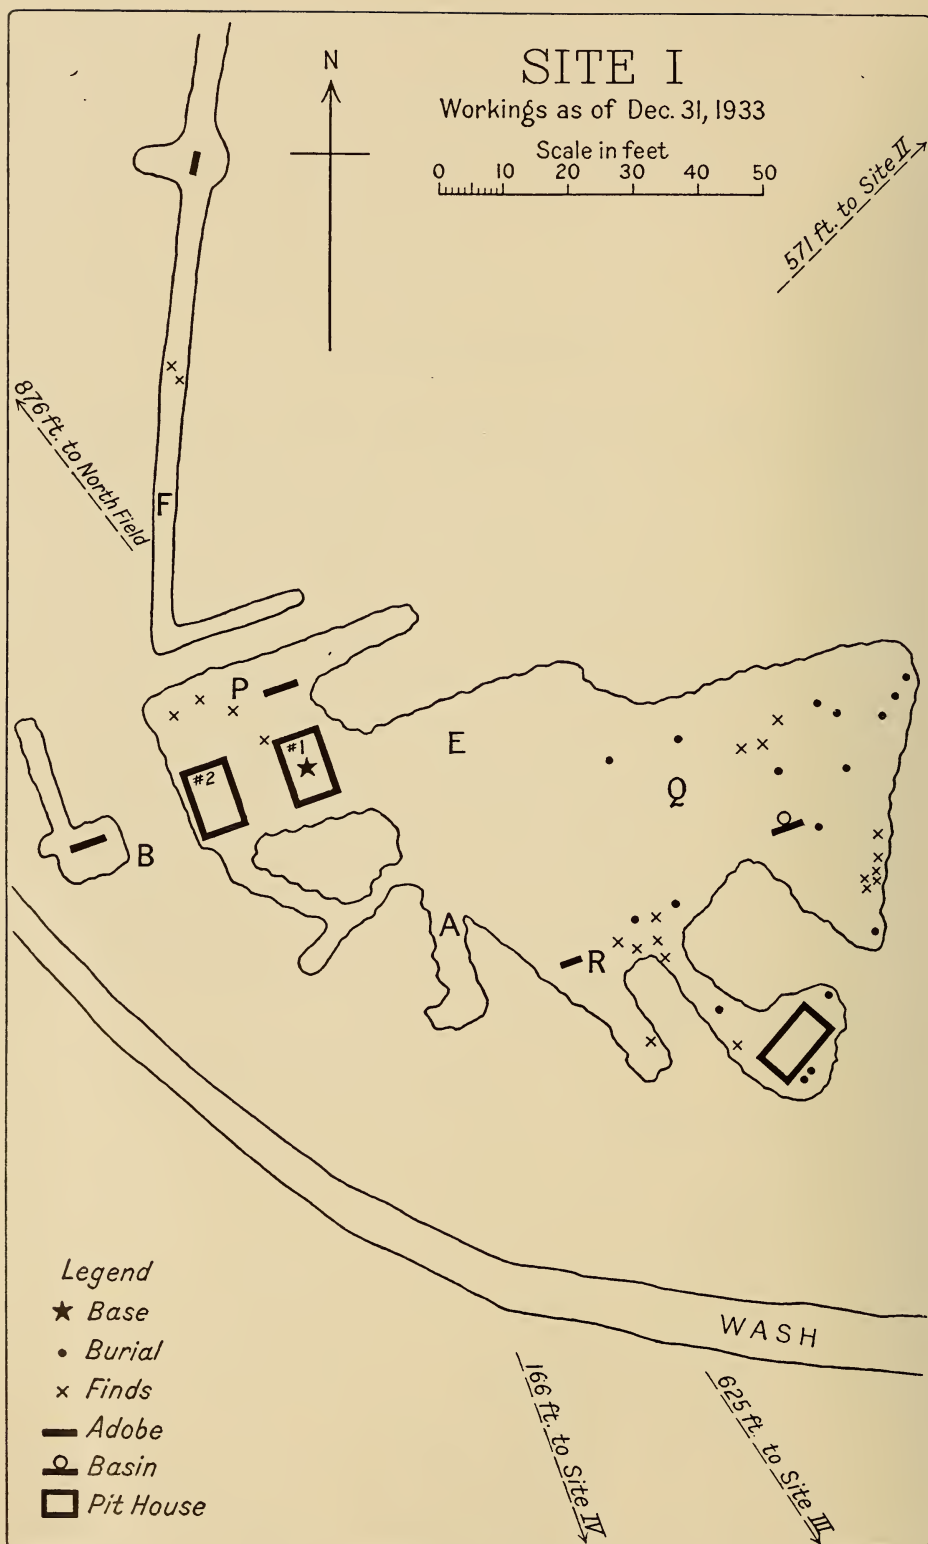 SITE I
Workings as of Dec. 31, 1933
Scale in feet
0 10 20 30 40 50
N
571 ft. to Site II
876 ft. to North Field
F
P
#1
#2
E
Q
B
A
R
WASH
166 ft. to Site IV
625 ft. to Site III
Legend
Base
Burial
Finds
Adobe
Basin
Pit House